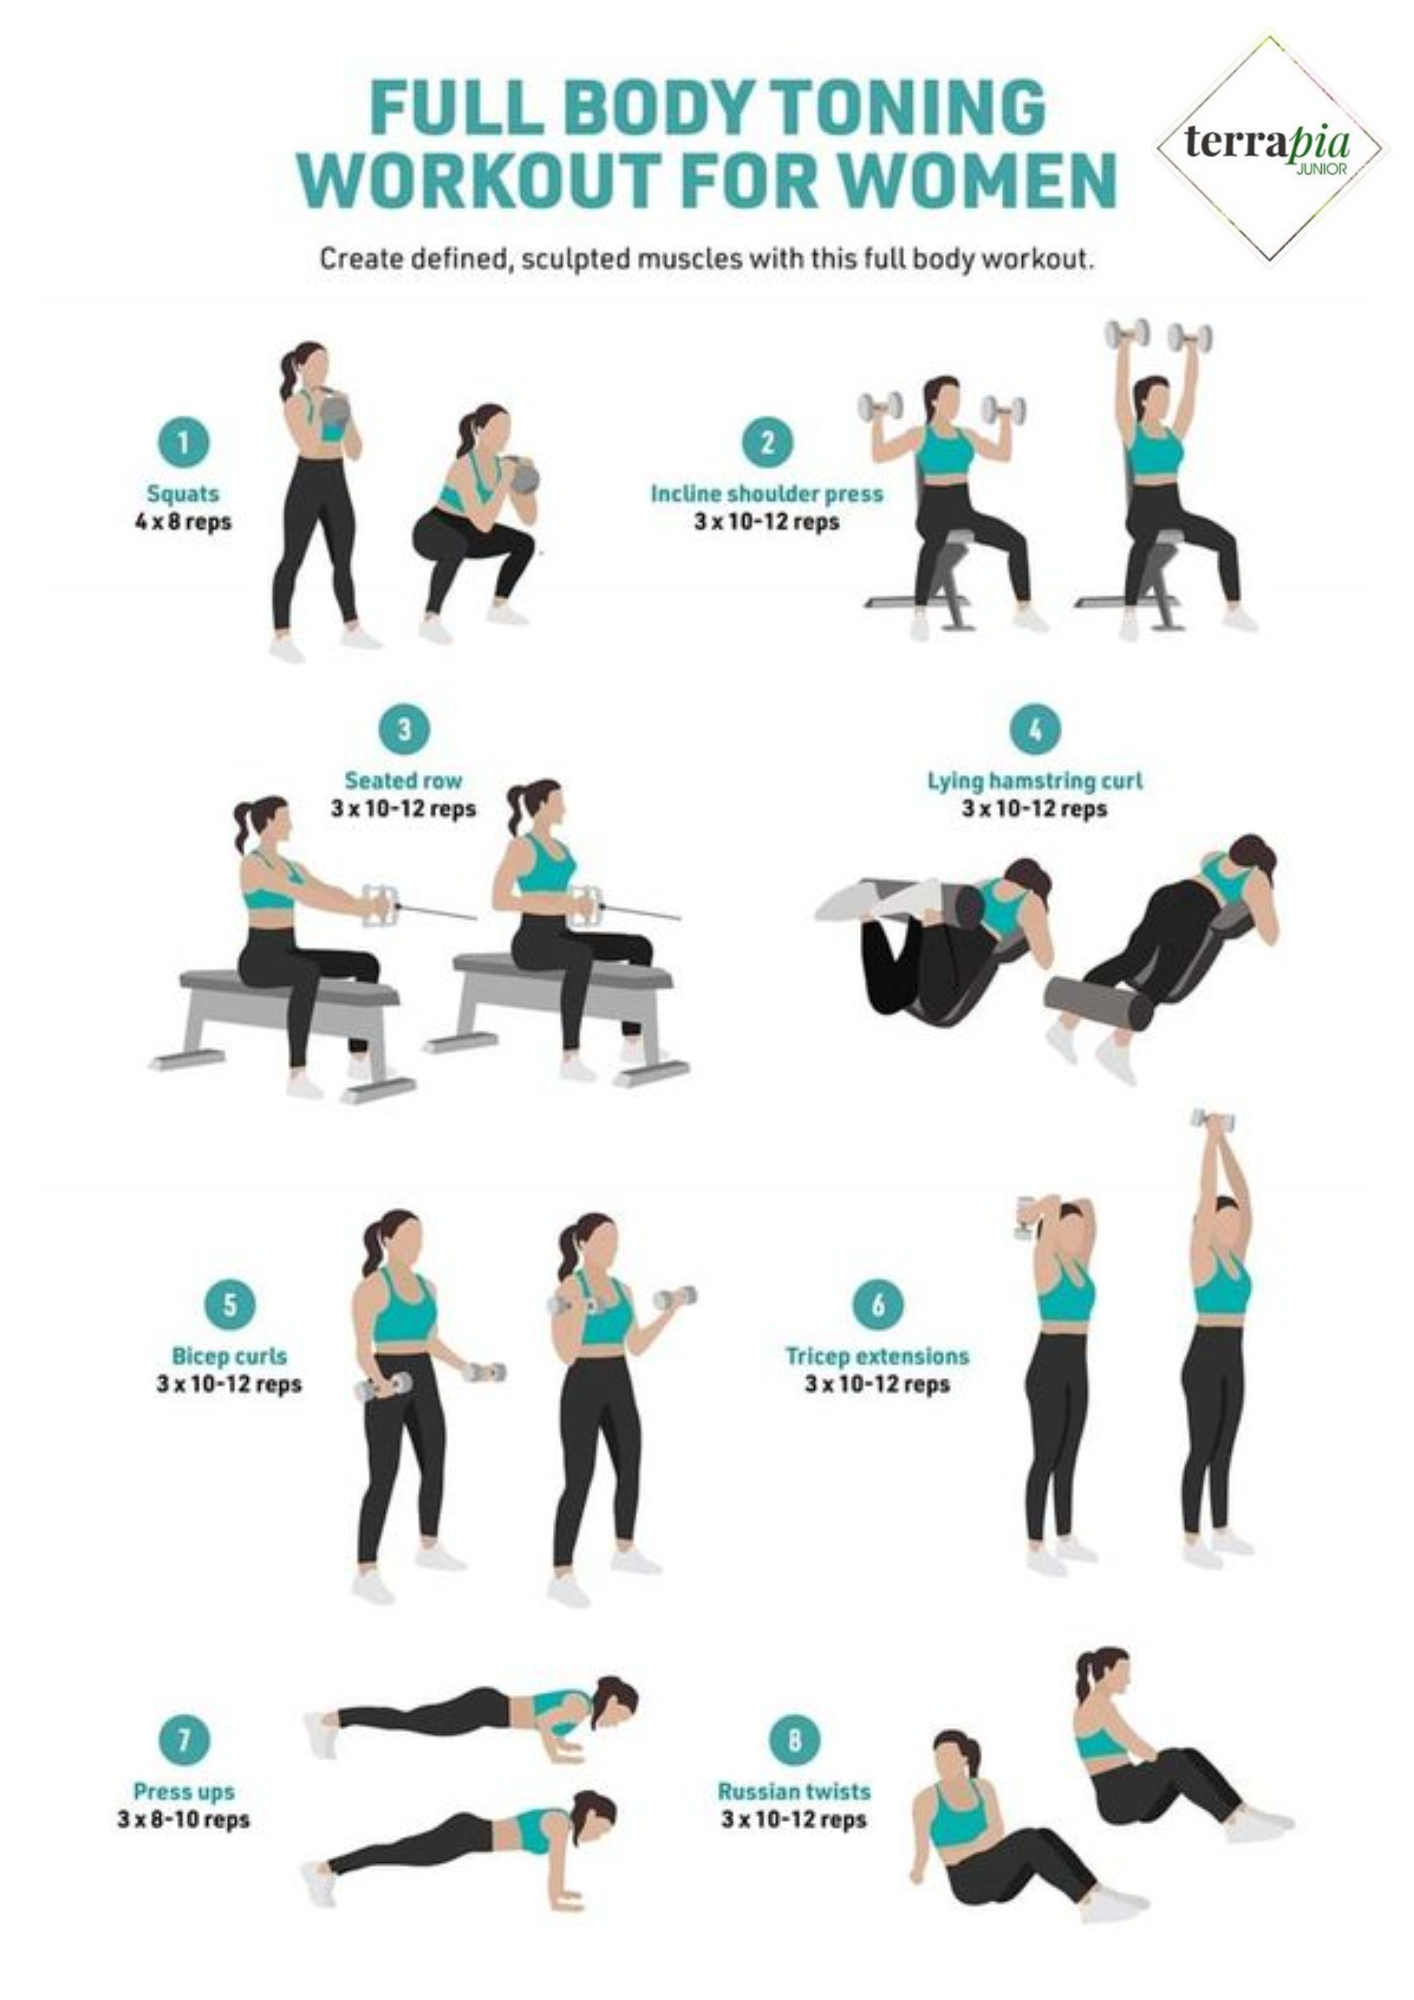 FULL BODY TONING
WORKOUT FOR WOMEN
terrapia
JUNIOR
Create defined, sculpted muscles with this full body workout.
1
Squats
4 x 8 reps
2
Incline shoulder press
3 x 10-12 reps
3
Seated row
3 x 10-12 reps
4
Lying hamstring curl
3 x 10-12 reps
5
Bicep curls
3 x 10-12 reps
6
Tricep extensions
3 x 10-12 reps
7
Press ups
3 x 8-10 reps
8
Russian twists
3 x 10-12 reps